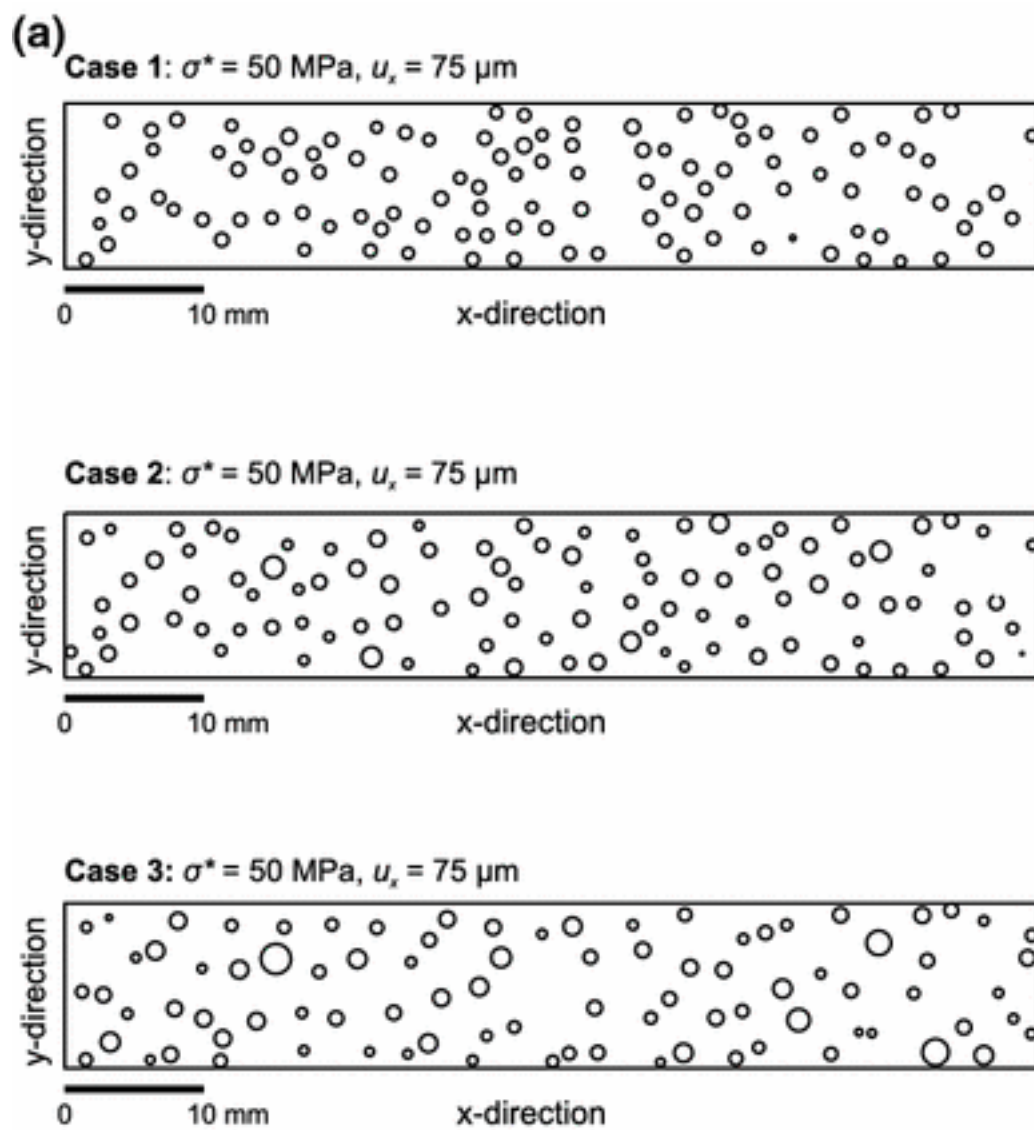 (a)
Case 1: σ* = 50 MPa, uₓ = 75 µm
y-direction
0 10 mm x-direction
Case 2: σ* = 50 MPa, uₓ = 75 µm
y-direction
0 10 mm x-direction
Case 3: σ* = 50 MPa, uₓ = 75 µm
y-direction
0 10 mm x-direction